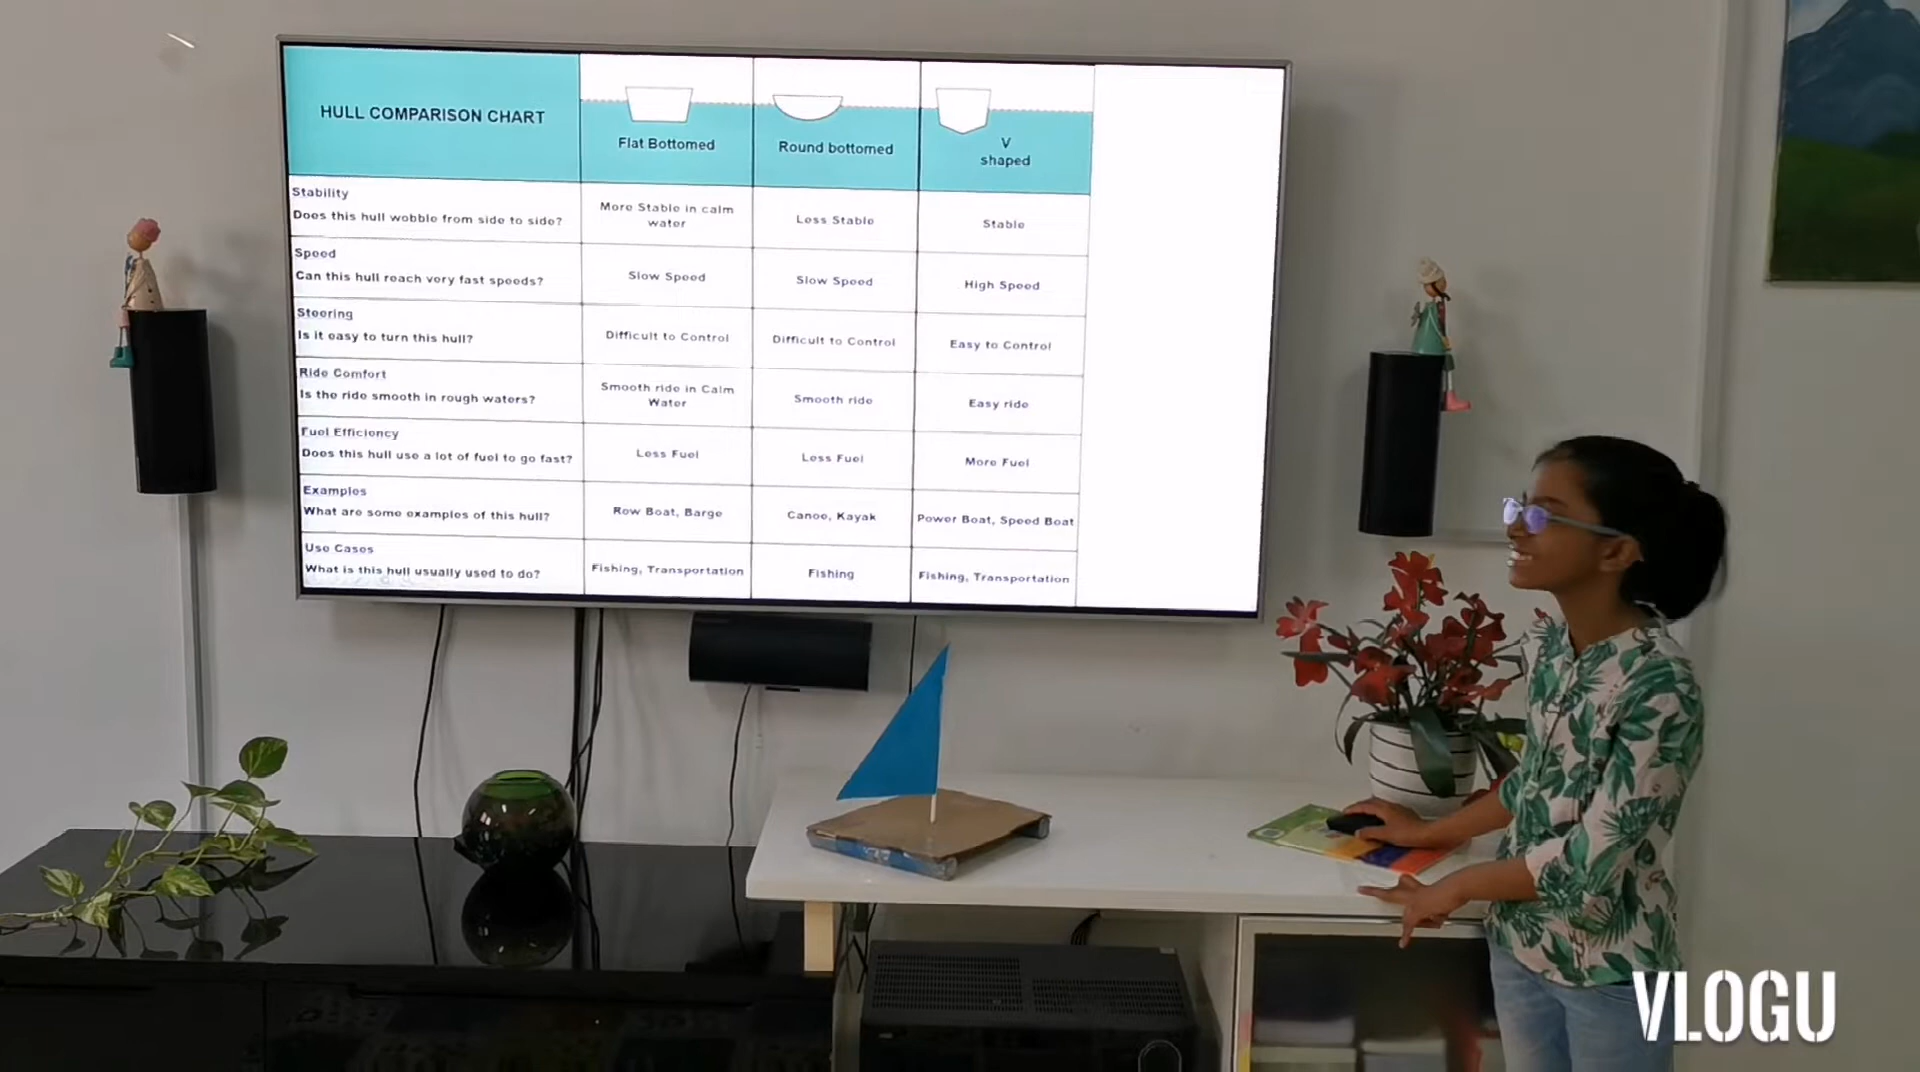 HULL COMPARISON CHART
Flat Bottomed
Round bottomed
V
shaped
Stability
Does this hull wobble from side to side?
More Stable in calm
water
Less Stable
Stable
Speed
Can this hull reach very fast speeds?
Slow Speed
Slow Speed
High Speed
Steering
Is it easy to turn this hull?
Difficult to Control
Difficult to Control
Easy to Control
Ride Comfort
Is the ride smooth in rough waters?
Smooth ride in Calm
Water
Smooth ride
Easy ride
Fuel Efficiency
Does this hull use a lot of fuel to go fast?
Less Fuel
Less Fuel
More Fuel
Examples
What are some examples of this hull?
Row Boat, Barge
Canoe, Kayak
Power Boat, Speed Boat
Use Cases
What is this hull usually used to do?
Fishing, Transportation
Fishing
Fishing, Transportation
VLOGU